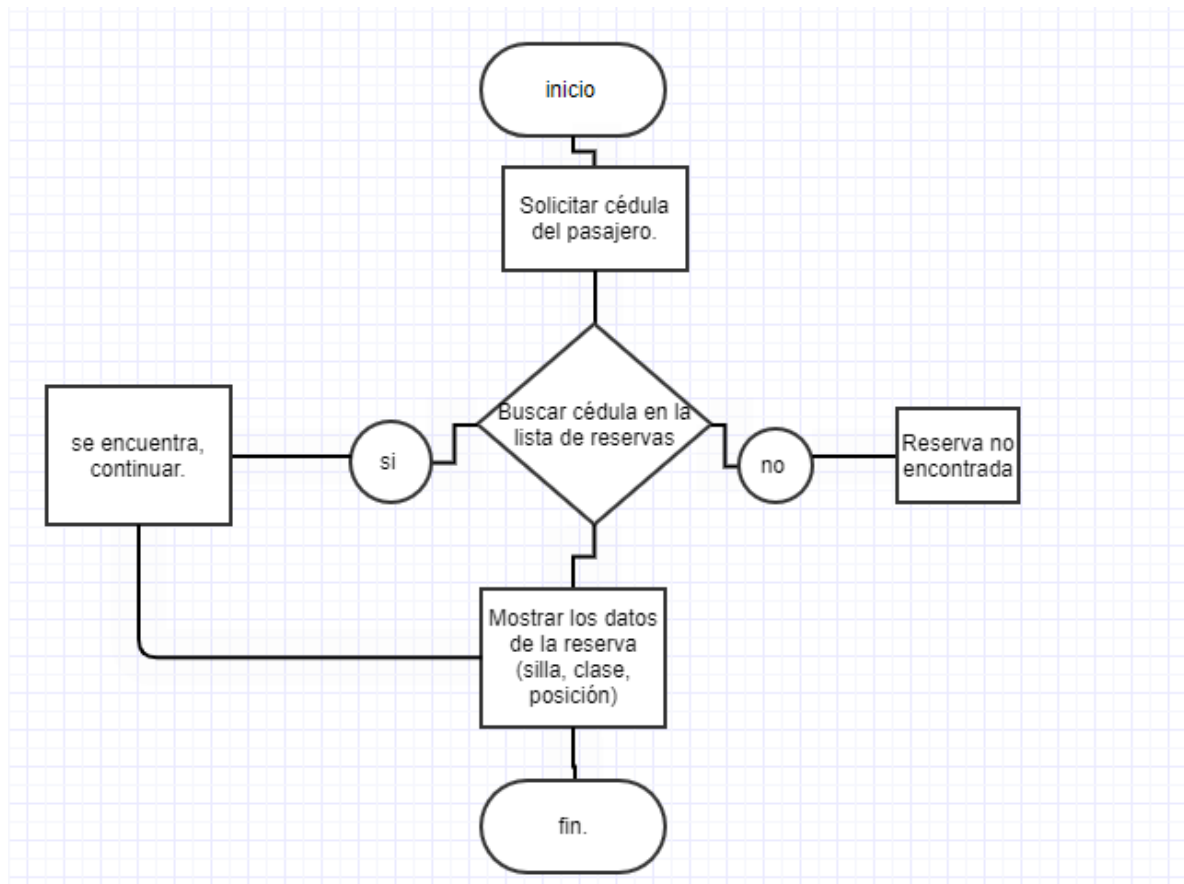 inicio
Solicitar cédula
del pasajero.
Buscar cédula en la
lista de reservas
se encuentra,
continuar.
si
no
Reserva no
encontrada
Mostrar los datos
de la reserva
(silla, clase,
posición)
fin.